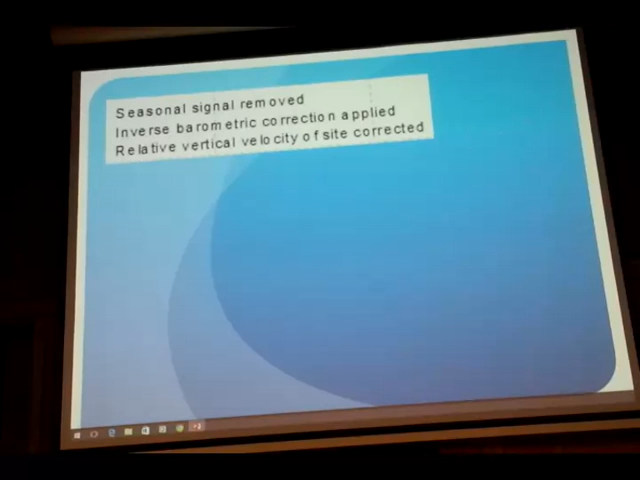 Seasonal signal removed
Inverse barometric correction applied
Relative vertical velocity of site corrected